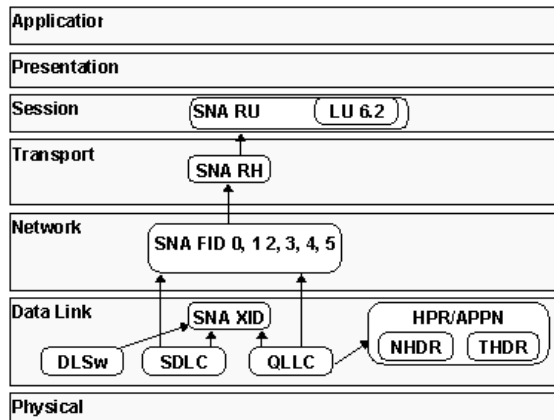 Applicatior
Presentation
Session
SNA RU
LU 6.2
Transport
SNA RH
Network
SNA FID 0, 1 2, 3, 4, 5
Data Link
SNA XID
HPR/APPN
NHDR
THDR
DLSw
SDLC
QLLC
Physical